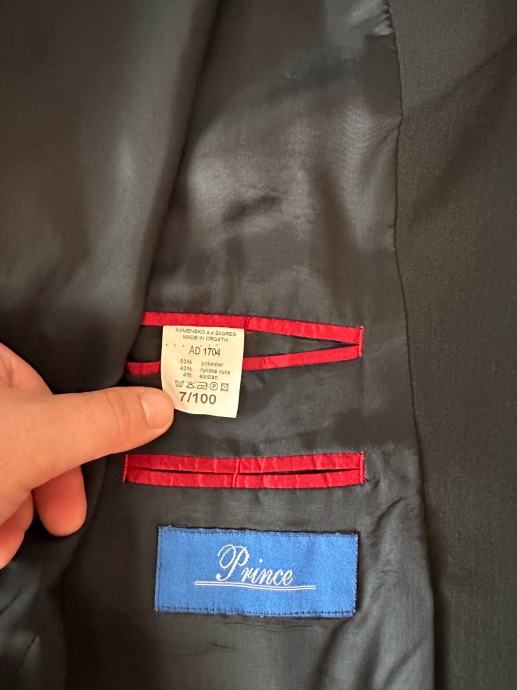 KAMENSKO d.d ZAGREB
MADE IN CROATIA
AD 1704
53% poliester
43% runska vuna
4% elastan
7/100
Prince